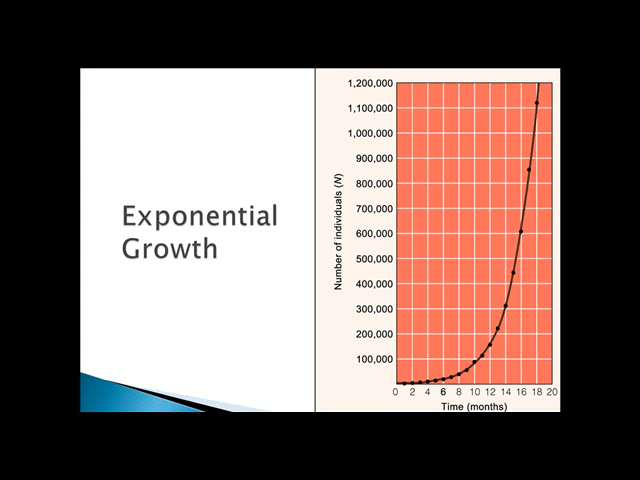 Exponential
Growth
Number of individuals (N)
1,200,000
1,100,000
1,000,000
900,000
800,000
700,000
600,000
500,000
400,000
300,000
200,000
100,000
0 2 4 6 8 10 12 14 16 18 20
Time (months)